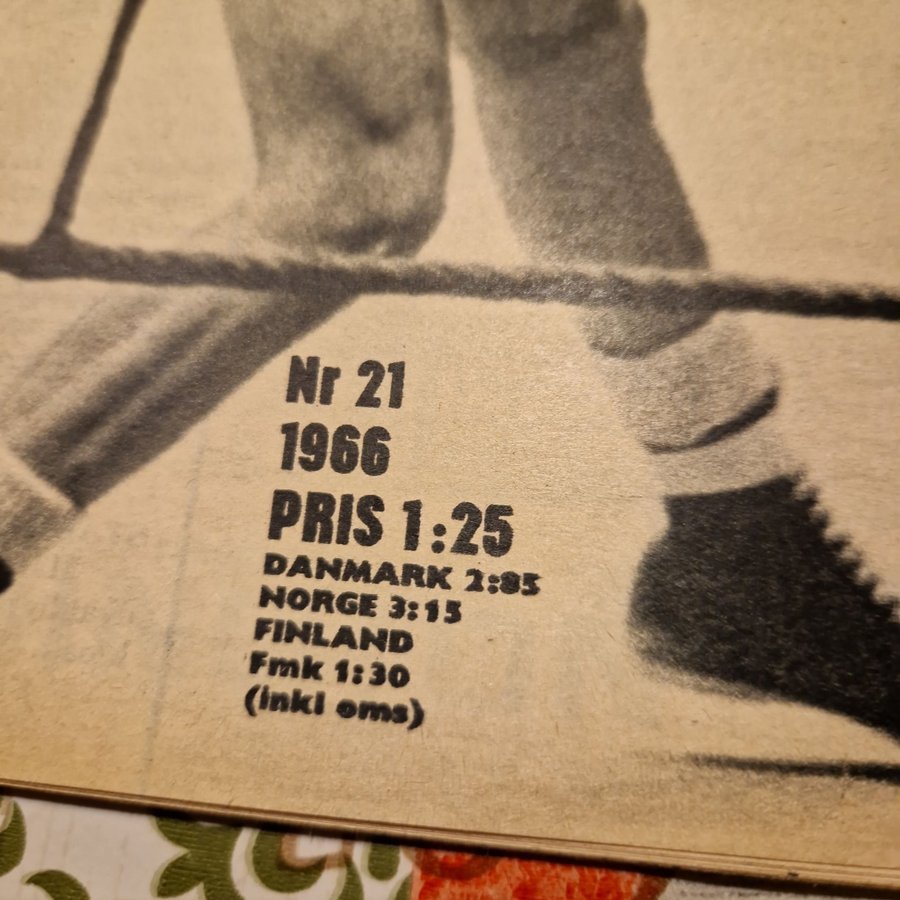 Nr 21
1966
PRIS 1:25
DANMARK 2:85
NORGE 3:15
FINLAND
Fmk 1:30
(inkl oms)